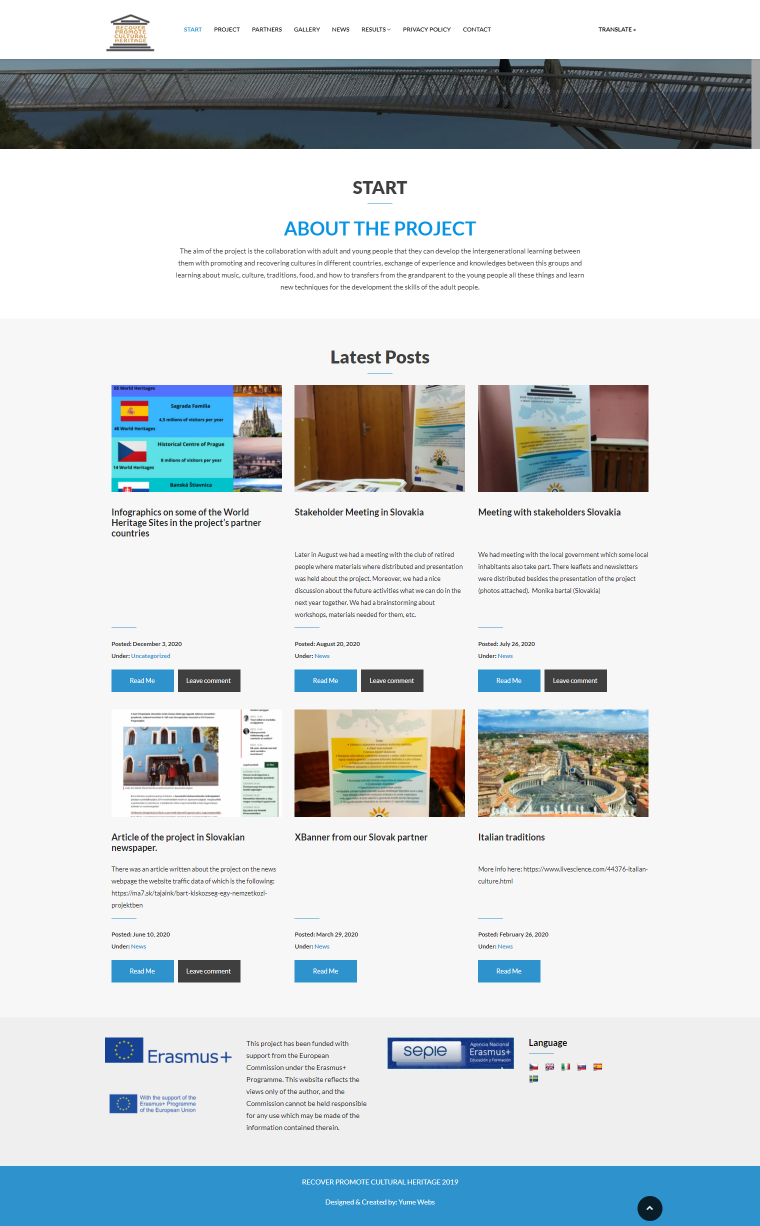 RECOVER
PROMOTE
CULTURAL
HERITAGE
START
PROJECT
PARTNERS
GALLERY
NEWS
RESULTS
PRIVACY POLICY
CONTACT
TRANSLATE »
START
ABOUT THE PROJECT
The aim of the project is the collaboration with adult and young people that they can develop the intergenerational learning between
them with promoting and recovering cultures in different countries, exchange of experience and knowledges between this groups and
learning about music, culture, traditions, food, and how to transfers from the grandparent to the young people all these things and learn
new techniques for the development the skills of the adult people.
Latest Posts
World Heritages
Sagrada Familia
4,5 millions of visitors per year
48 World Heritages
Historical Centre of Prague
8 millions of visitors per year
14 World Heritages
Banská Štiavnica
Infographics on some of the World
Heritage Sites in the project's partner
countries
Posted: December 3, 2020
Under: Uncategorized
Read Me
Leave comment
Stakeholder Meeting in Slovakia
Later in August we had a meeting with the club of retired
people where materials where distributed and presentation
was held about the project. Moreover, we had a nice
discussion about the future activities what we can do in the
next year together. We had a brainstorming about
workshops, materials needed for them, etc.
Posted: August 20, 2020
Under: News
Read Me
Leave comment
Meeting with stakeholders Slovakia
We had meeting with the local government which some local
inhabitants also take part. There leaflets and newsletters
were distributed besides the presentation of the project
(photos attached). Monika bartal (Slovakia)
Posted: July 26, 2020
Under: News
Read Me
Leave comment
Article of the project in Slovakian
newspaper.
There was an article written about the project on the news
webpage the website traffic data of which is the following:
https://ma7.sk/tajaink/bart-kiskozseg-egy-nemzetkozi-
projektben
Posted: June 10, 2020
Under: News
Read Me
Leave comment
XBanner from our Slovak partner
Posted: March 29, 2020
Under: News
Read Me
Italian traditions
More info here: https://www.livescience.com/44376-italian-
culture.html
Posted: February 26, 2020
Under: News
Read Me
Erasmus+
With the support of the
Erasmus+ Programme
of the European Union
This project has been funded with
support from the European
Commission under the Erasmus+
Programme. This website reflects the
views only of the author, and the
Commission cannot be held responsible
for any use which may be made of the
information contained therein.
sepie
Agencia Nacional
Erasmus+
Educación y Formación
Language
RECOVER PROMOTE CULTURAL HERITAGE 2019
Designed & Created by: Yume Webs